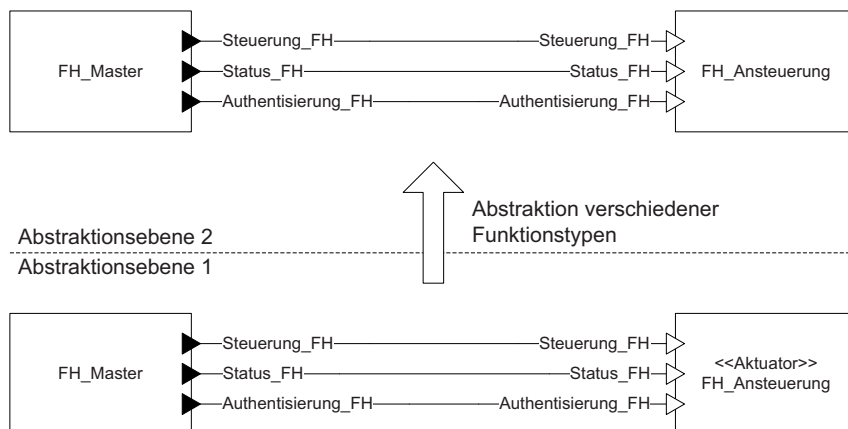 Steuerung_FH Steuerung_FH
FH_Master Status_FH Status_FH FH_Ansteuerung
Authentisierung_FH Authentisierung_FH
Abstraktion verschiedener
Funktionstypen
Abstraktionsebene 2
Abstraktionsebene 1
Steuerung_FH Steuerung_FH
FH_Master Status_FH Status_FH <<Aktuator>>
FH_Ansteuerung
Authentisierung_FH Authentisierung_FH